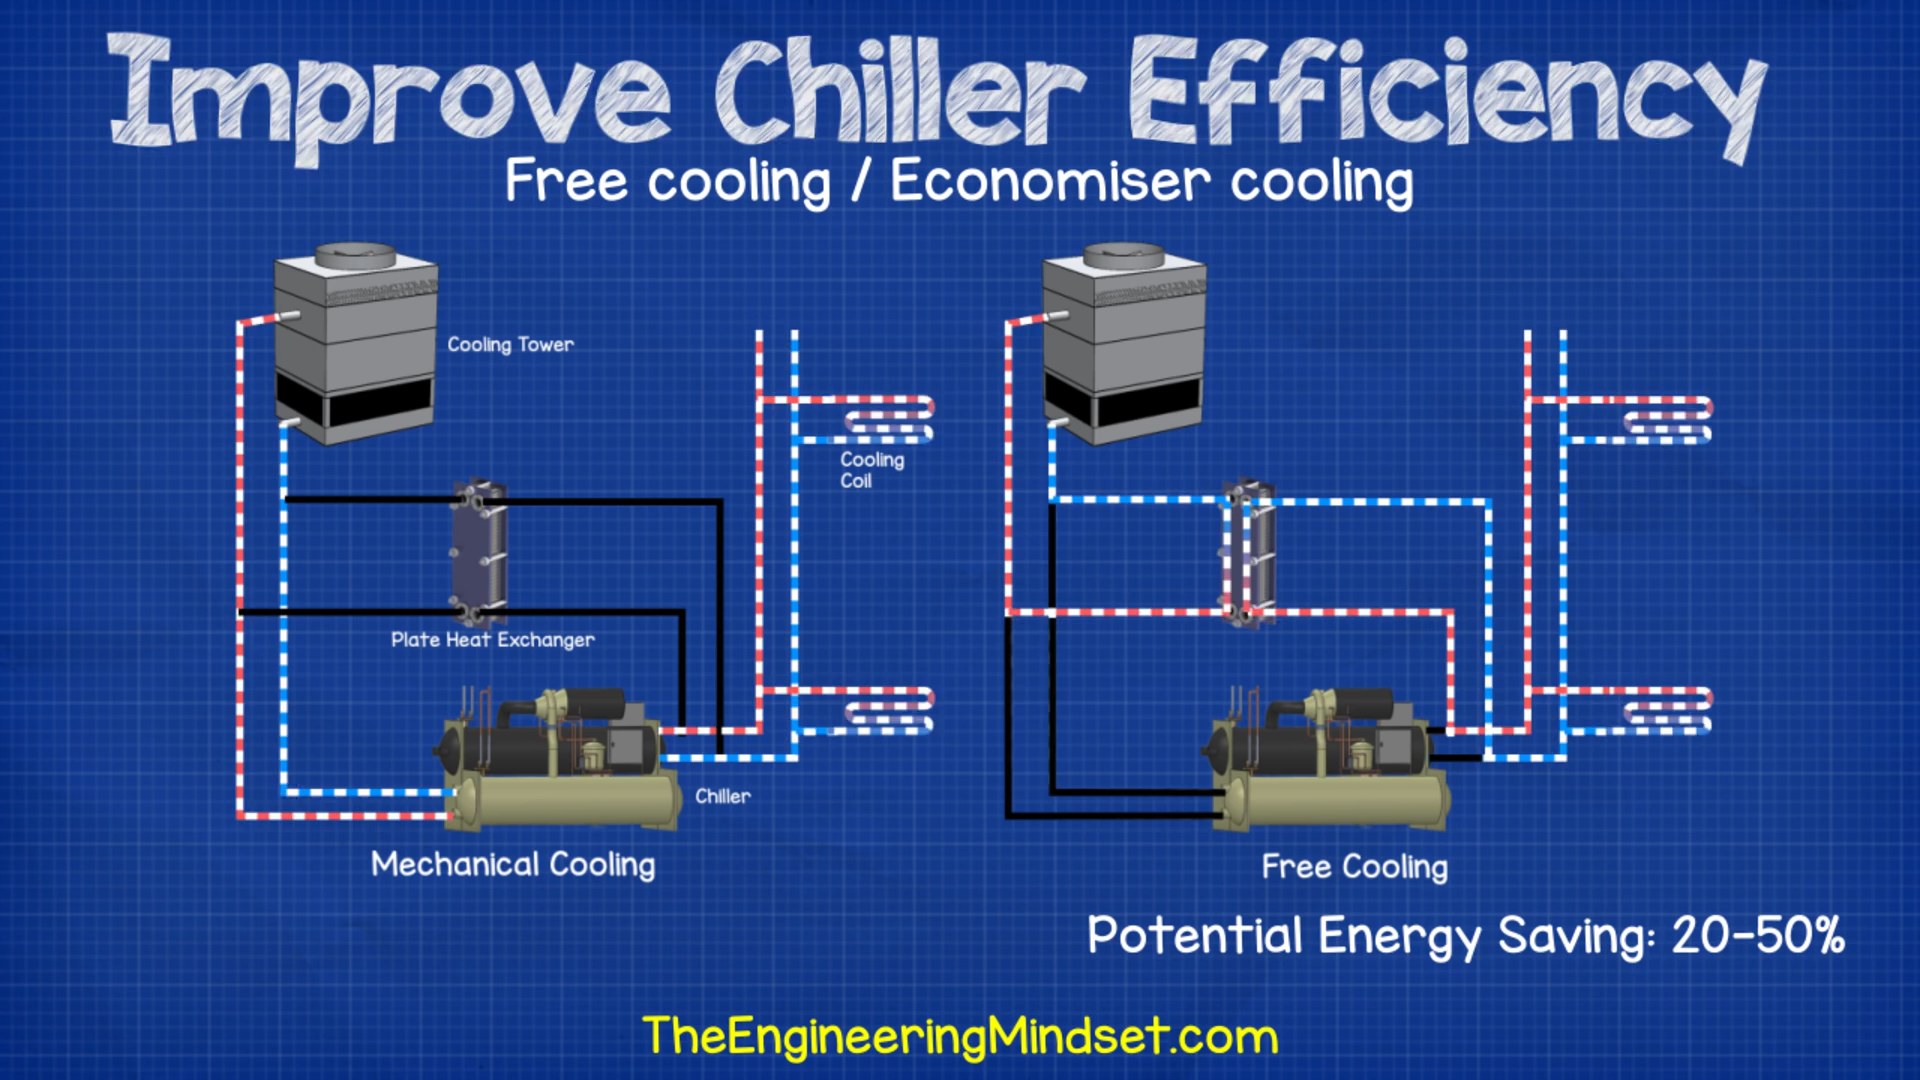 Improve Chiller Efficiency
Free cooling / Economiser cooling
Cooling Tower
Cooling
Coil
Plate Heat Exchanger
Chiller
Mechanical Cooling
Free Cooling
Potential Energy Saving: 20-50%
TheEngineeringMindset.com